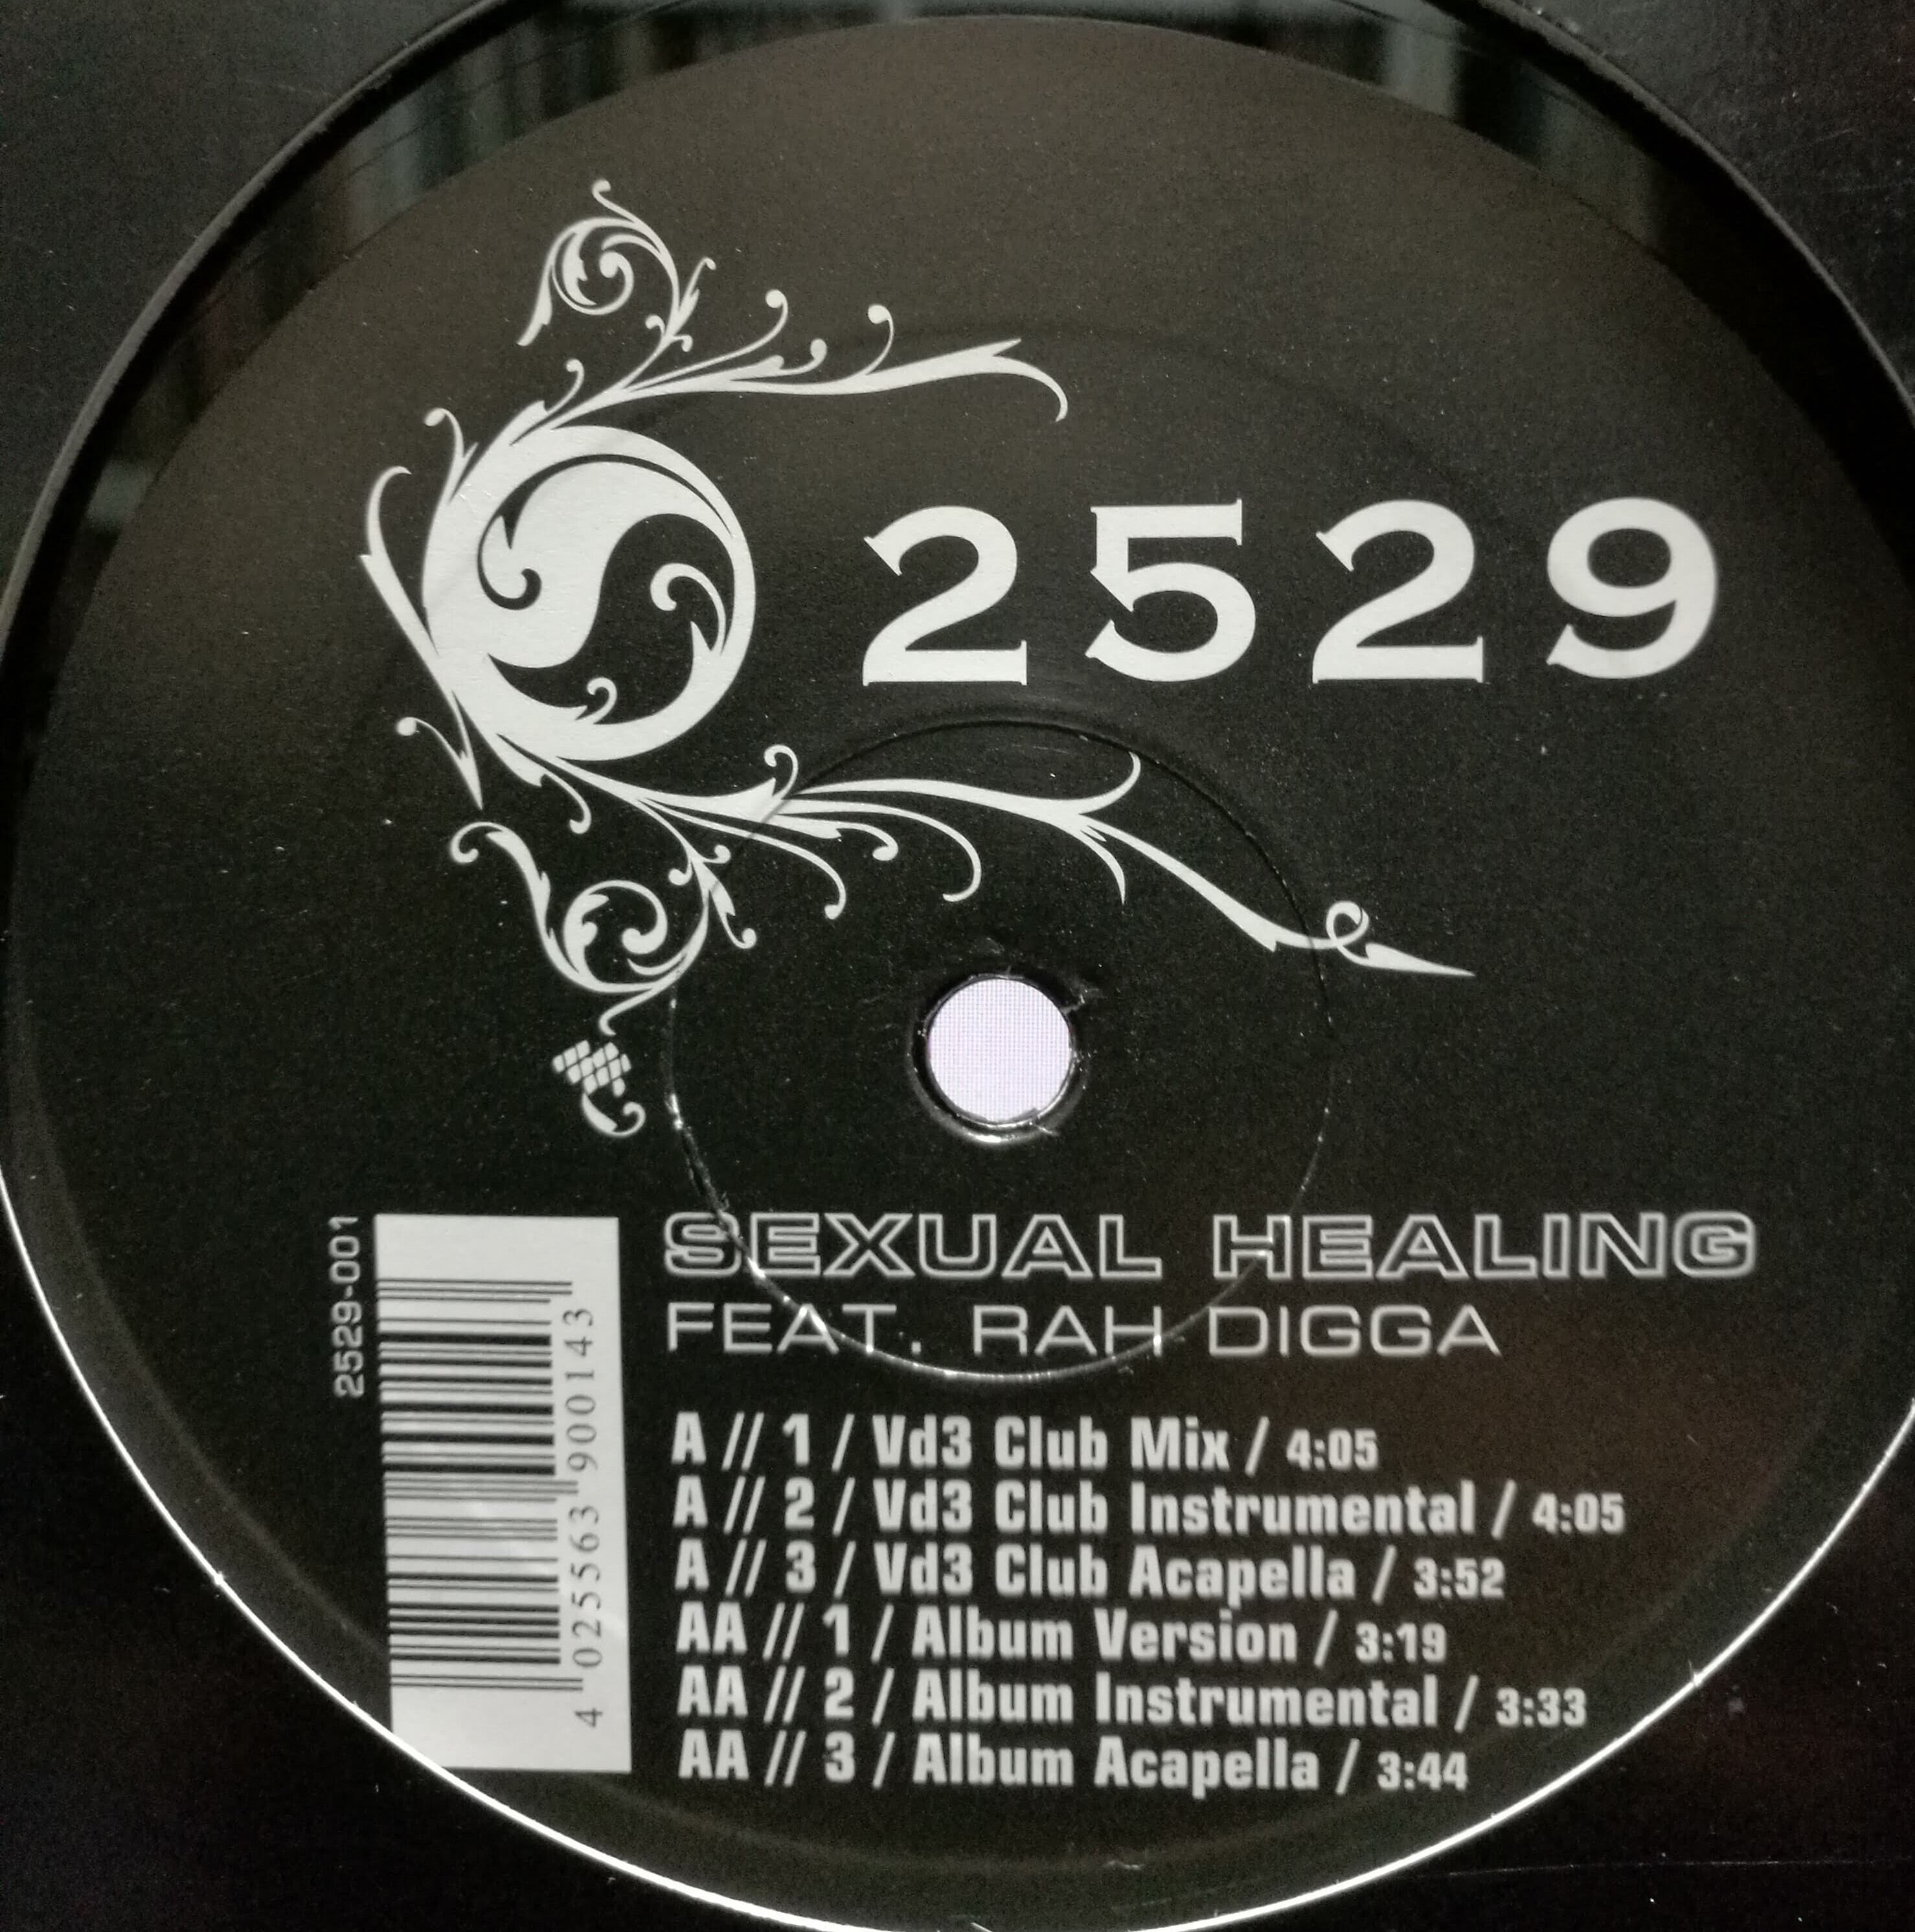 2529
2529-001
4 025563 900143
SEXUAL HEALING
FEAT. RAH DIGGA
A // 1 / Vd3 Club Mix / 4:05
A // 2 / Vd3 Club Instrumental / 4:05
A // 3 / Vd3 Club Acapella / 3:52
AA // 1 / Album Version / 3:19
AA // 2 / Album Instrumental / 3:33
AA // 3 / Album Acapella / 3:44